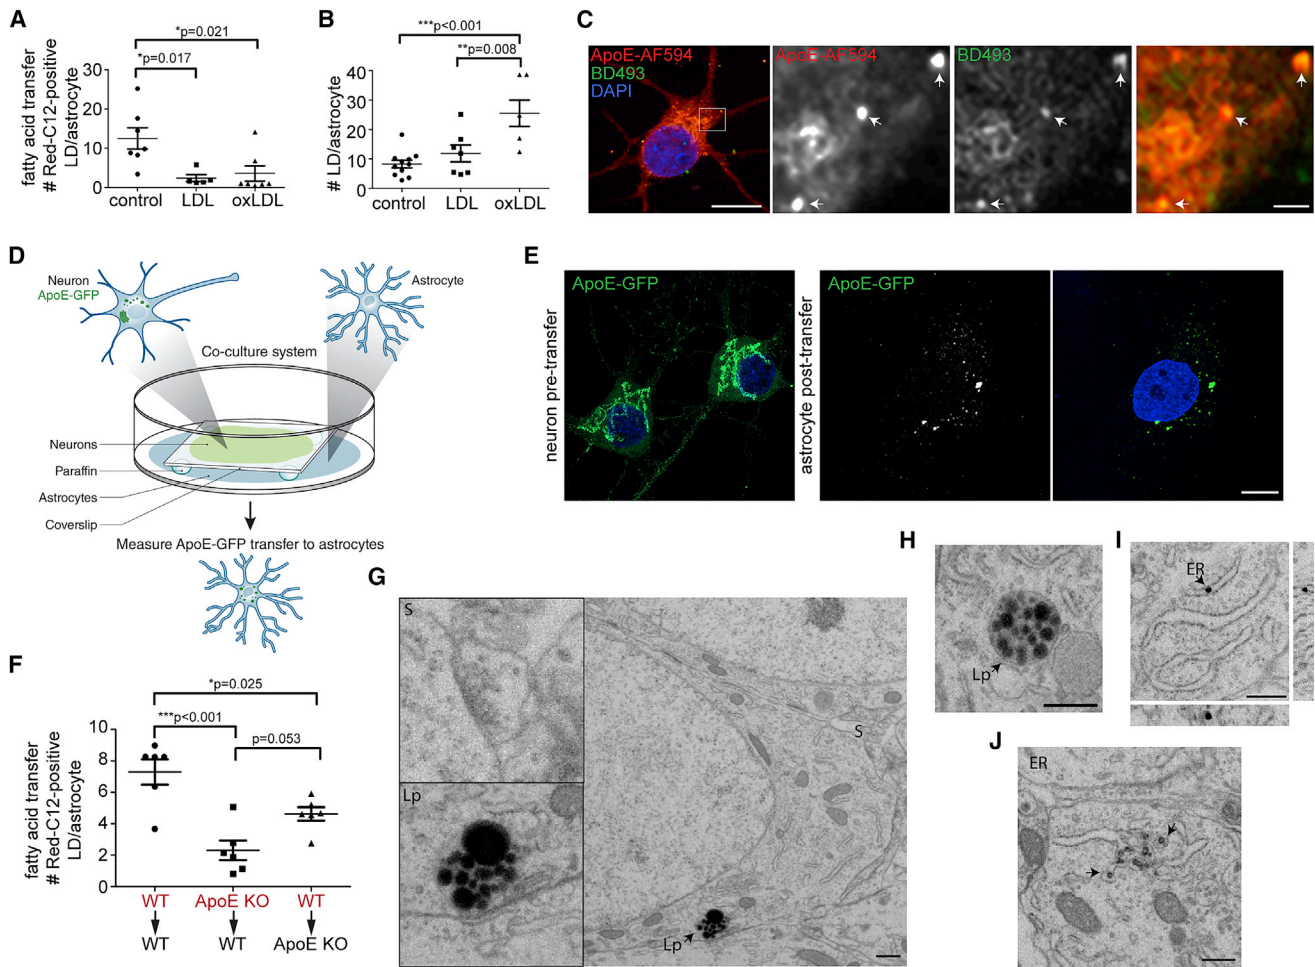 A
*p=0.021
*p=0.017
fatty acid transfer
# Red-C12-positive
LD/astrocyte
30
20
10
0
control
LDL
oxLDL
B
***p<0.001
**p=0.008
# LD/astrocyte
40
30
20
10
0
control
LDL
oxLDL
C
ApoE-AF594
BD493
DAPI
ApoE-AF594
BD493
D
Neuron
ApoE-GFP
Astrocyte
Co-culture system
Neurons
Paraffin
Astrocytes
Coverslip
Measure ApoE-GFP transfer to astrocytes
E
neuron pre-transfer
ApoE-GFP
astrocyte post-transfer
ApoE-GFP
F
*p=0.025
***p<0.001
p=0.053
fatty acid transfer
# Red-C12-positive
LD/astrocyte
10
8
6
4
2
0
WT
ApoE KO
WT
WT
WT
ApoE KO
G
S
Lp
S
Lp
H
Lp
I
ER
J
ER